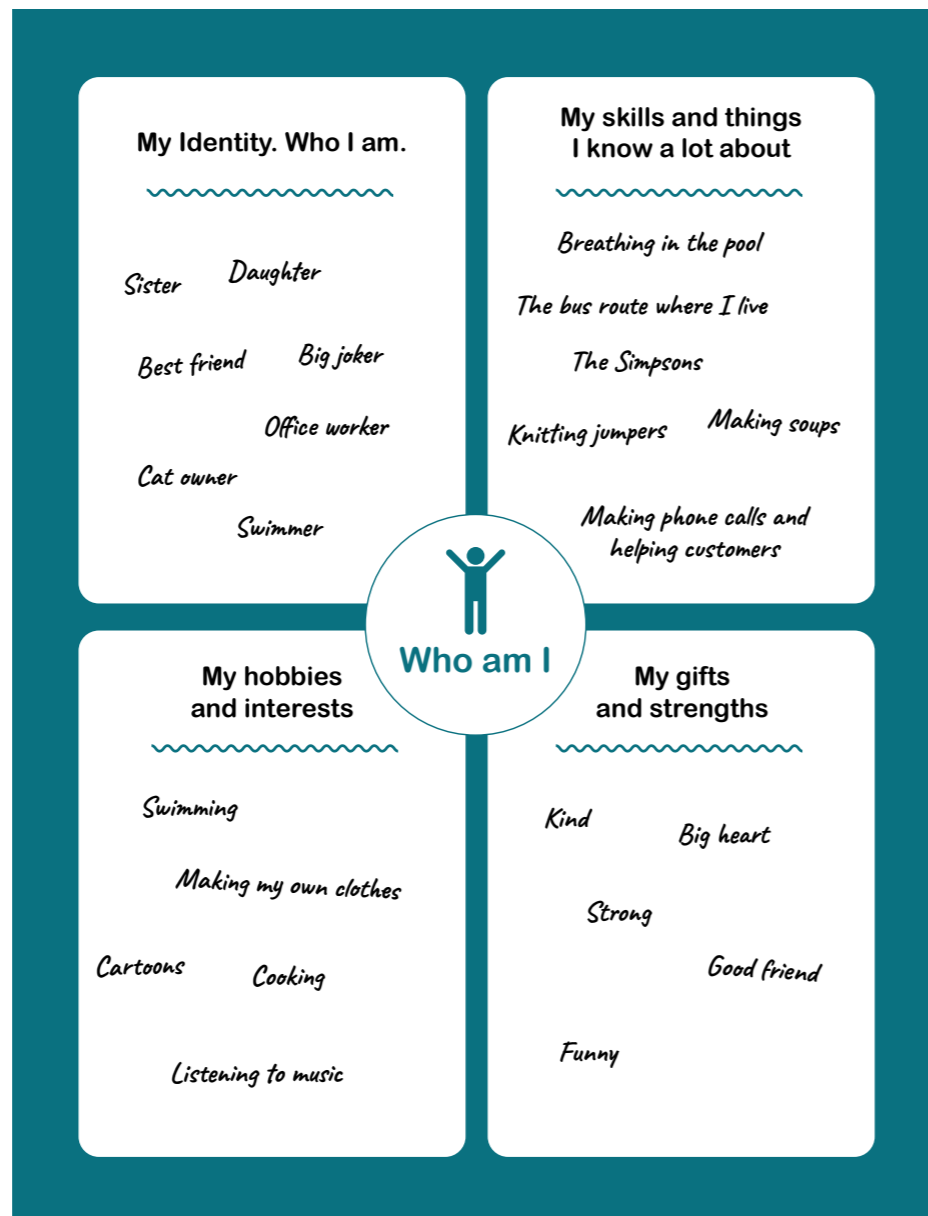 My Identity. Who I am.
Sister
Daughter
Best friend
Big joker
Office worker
Cat owner
Swimmer
My skills and things
I know a lot about
Breathing in the pool
The bus route where I live
The Simpsons
Knitting jumpers
Making soups
Making phone calls and
helping customers
Who am I
My hobbies
and interests
Swimming
Making my own clothes
Cartoons
Cooking
Listening to music
My gifts
and strengths
Kind
Big heart
Strong
Good friend
Funny